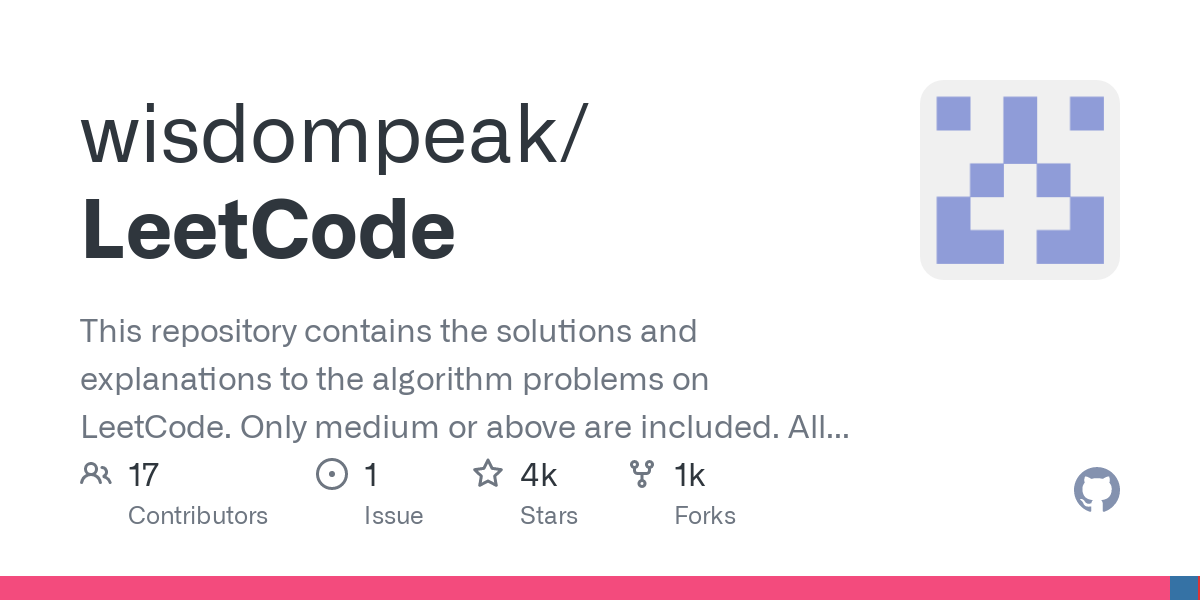 wisdompeak/
LeetCode
This repository contains the solutions and
explanations to the algorithm problems on
LeetCode. Only medium or above are included. All...
17 1 4k 1k
Contributors Issue Stars Forks